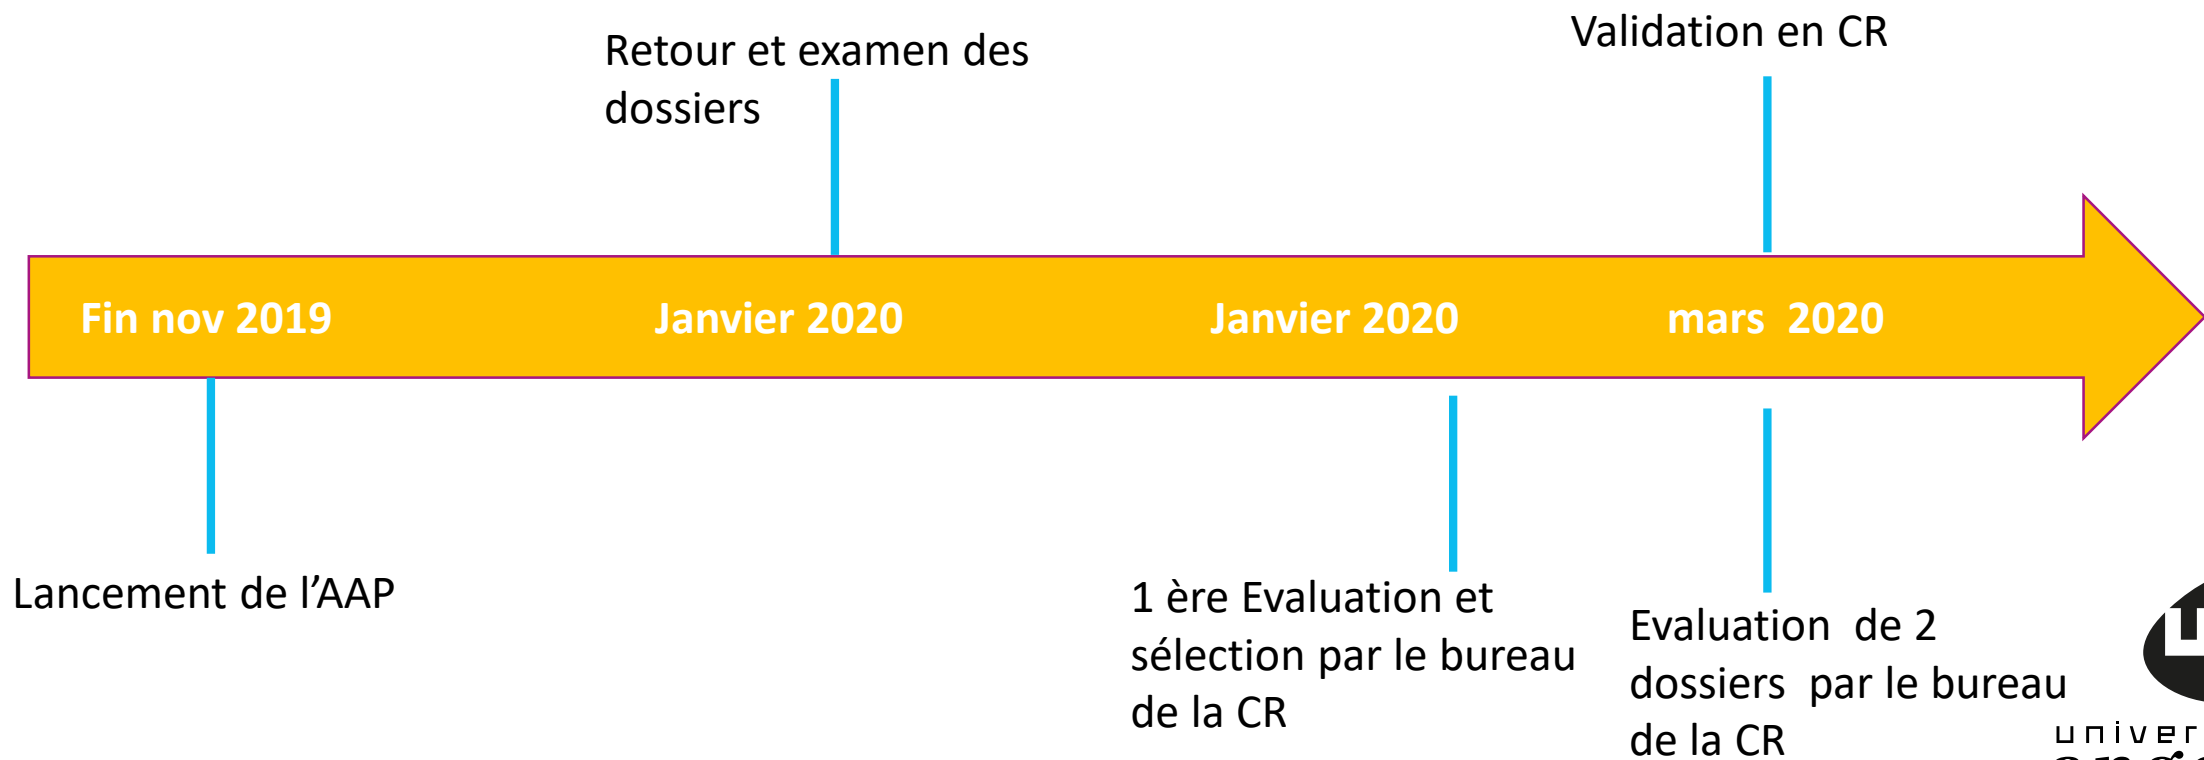 Retour et examen des
dossiers
Validation en CR
Fin nov 2019
Janvier 2020
Janvier 2020
mars 2020
Lancement de l’AAP
1 ère Evaluation et
sélection par le bureau
de la CR
Evaluation de 2
dossiers par le bureau
de la CR